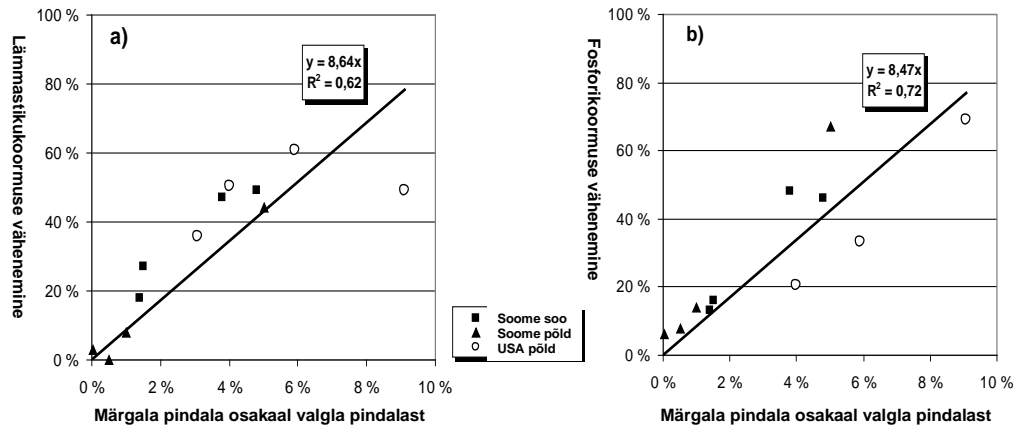 a)
Lämmastikukoormuse vähenemine
100 %
80 %
60 %
40 %
20 %
0 %
y = 8,64x
R² = 0,62
0 %
2 %
4 %
6 %
8 %
10 %
Märgala pindala osakaal valgla pindalast
Soome soo
Soome põld
USA põld
b)
Fosforikoormuse vähenemine
100 %
80 %
60 %
40 %
20 %
0 %
y = 8,47x
R² = 0,72
0 %
2 %
4 %
6 %
8 %
10 %
Märgala pindala osakaal valgla pindalast